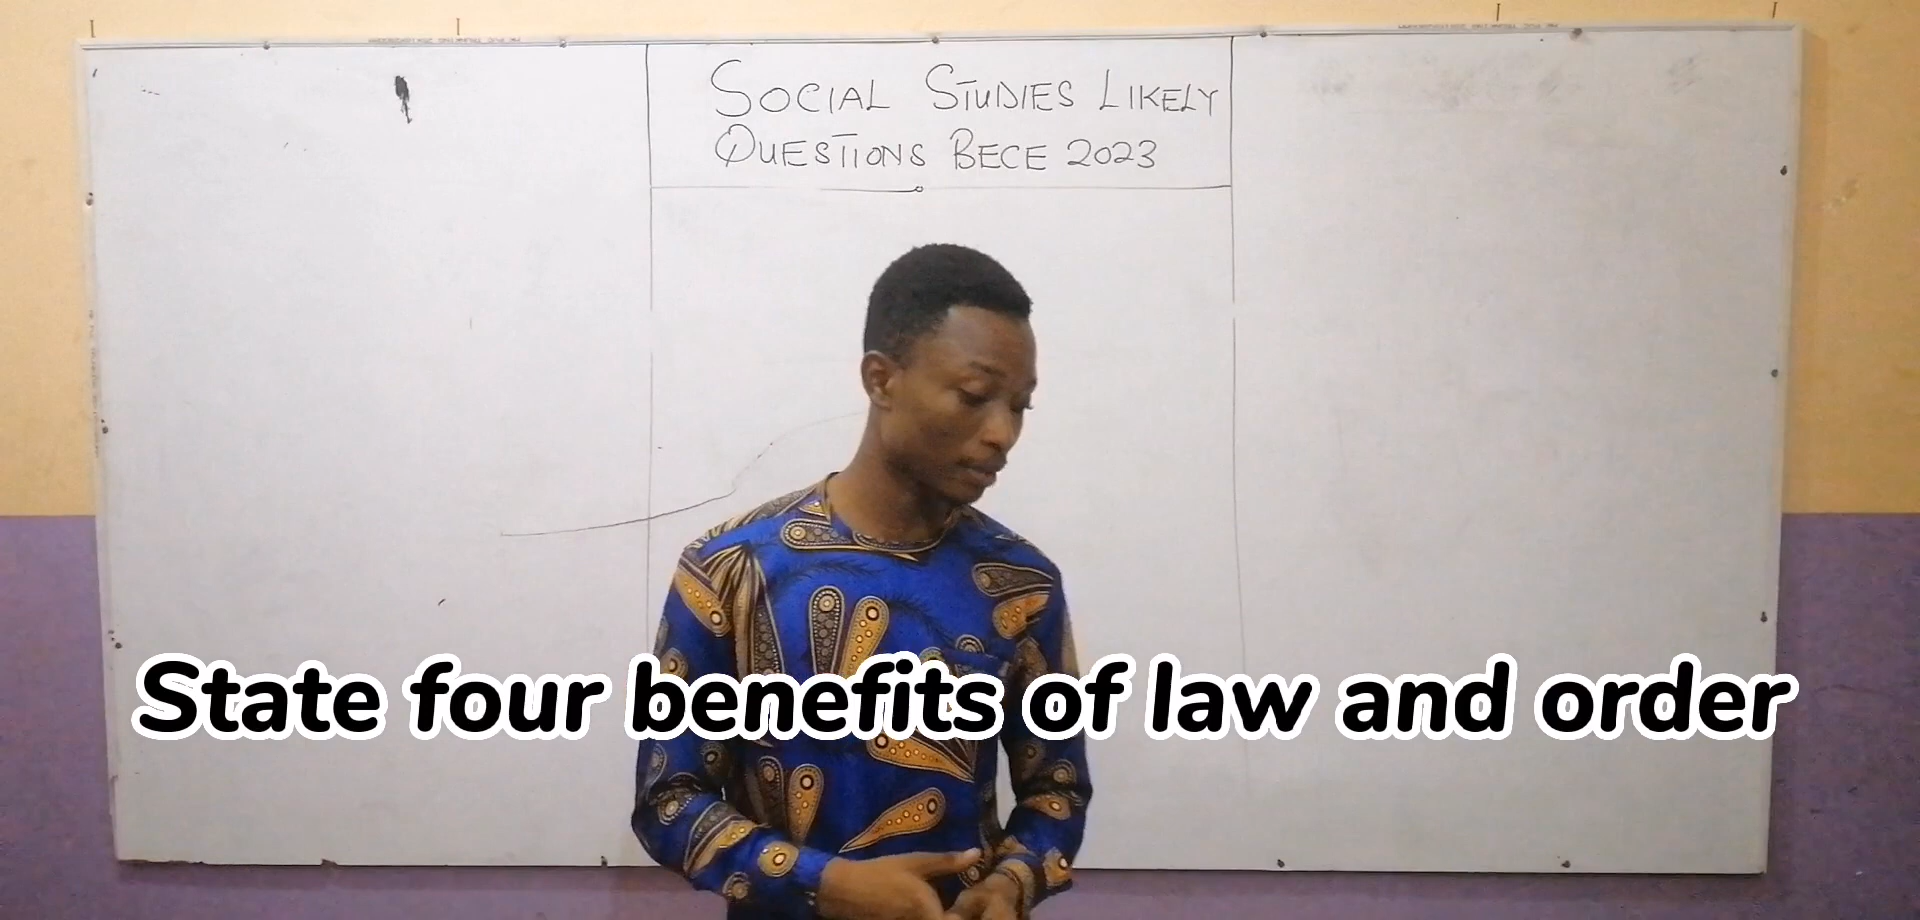 SOCIAL STUDIES LIKELY
QUESTIONS BECE 2023
State four benefits of law and order